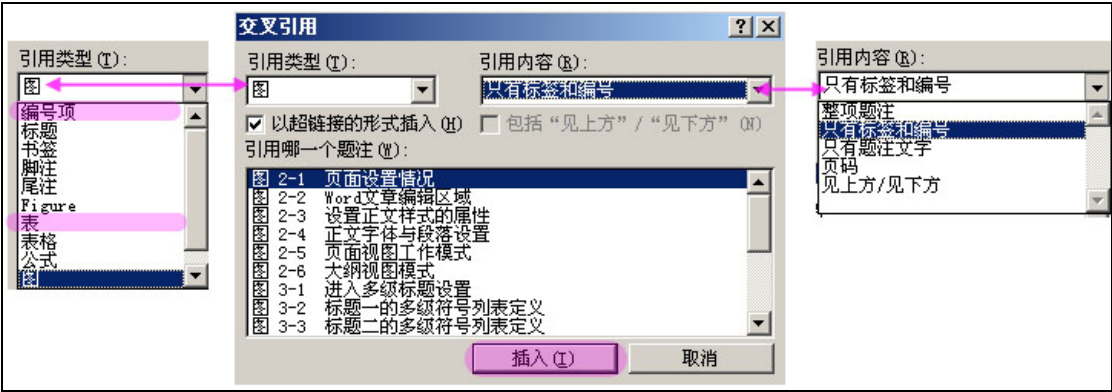 引用类型(T):
图
编号项
标题
书签
脚注
尾注
Figure
表
表格
公式
图
交叉引用
引用类型(T):
引用内容(R):
图
只有标签和编号
以超链接的形式插入(H)
包括“见上方”/“见下方”(N)
引用哪一个题注(W):
图 2-1 页面设置情况
图 2-2 Word文章编辑区域
图 2-3 设置正文样式的属性
图 2-4 正文字体与段落设置
图 2-5 页面视图工作模式
图 2-6 大纲视图模式
图 3-1 进入多级标题设置
图 3-2 标题一的多级符号列表定义
图 3-3 标题二的多级符号列表定义
插入(I)
取消
引用内容(R):
只有标签和编号
整项题注
只有标签和编号
只有题注文字
页码
见上方/见下方